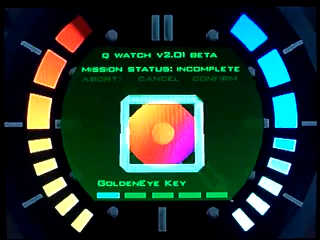 Q WATCH V2.01 BETA
MISSION STATUS: INCOMPLETE
ABORT: CANCEL CONFIRM
GOLDENEYE KEY